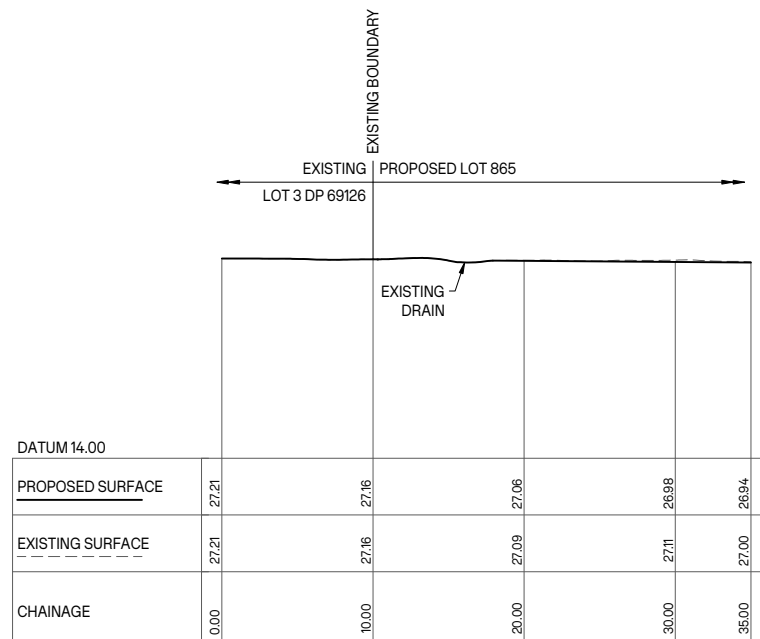 EXISTING BOUNDARY
EXISTING PROPOSED LOT 865
LOT 3 DP 69126
EXISTING
DRAIN
DATUM 14.00
PROPOSED SURFACE 27.21 27.16 27.06 26.98 26.94
EXISTING SURFACE 27.21 27.16 27.09 27.11 27.00
CHAINAGE 0.00 10.00 20.00 30.00 35.00